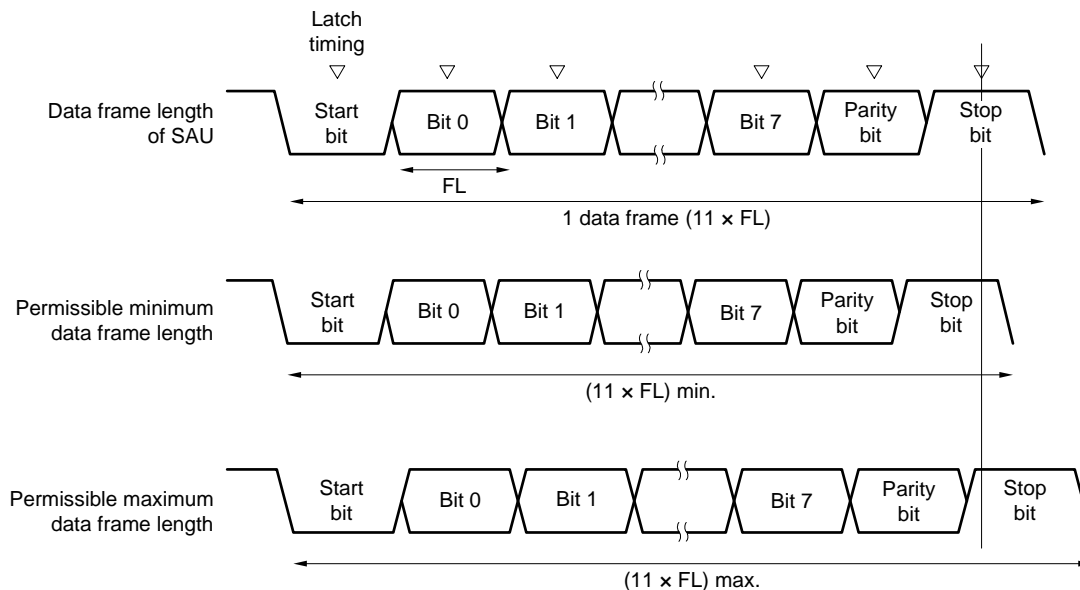 Latch
timing
Data frame length
of SAU
Start
bit
Bit 0
Bit 1
Bit 7
Parity
bit
Stop
bit
FL
1 data frame (11 × FL)
Permissible minimum
data frame length
Start
bit
Bit 0
Bit 1
Bit 7
Parity
bit
Stop
bit
(11 × FL) min.
Permissible maximum
data frame length
Start
bit
Bit 0
Bit 1
Bit 7
Parity
bit
Stop
bit
(11 × FL) max.